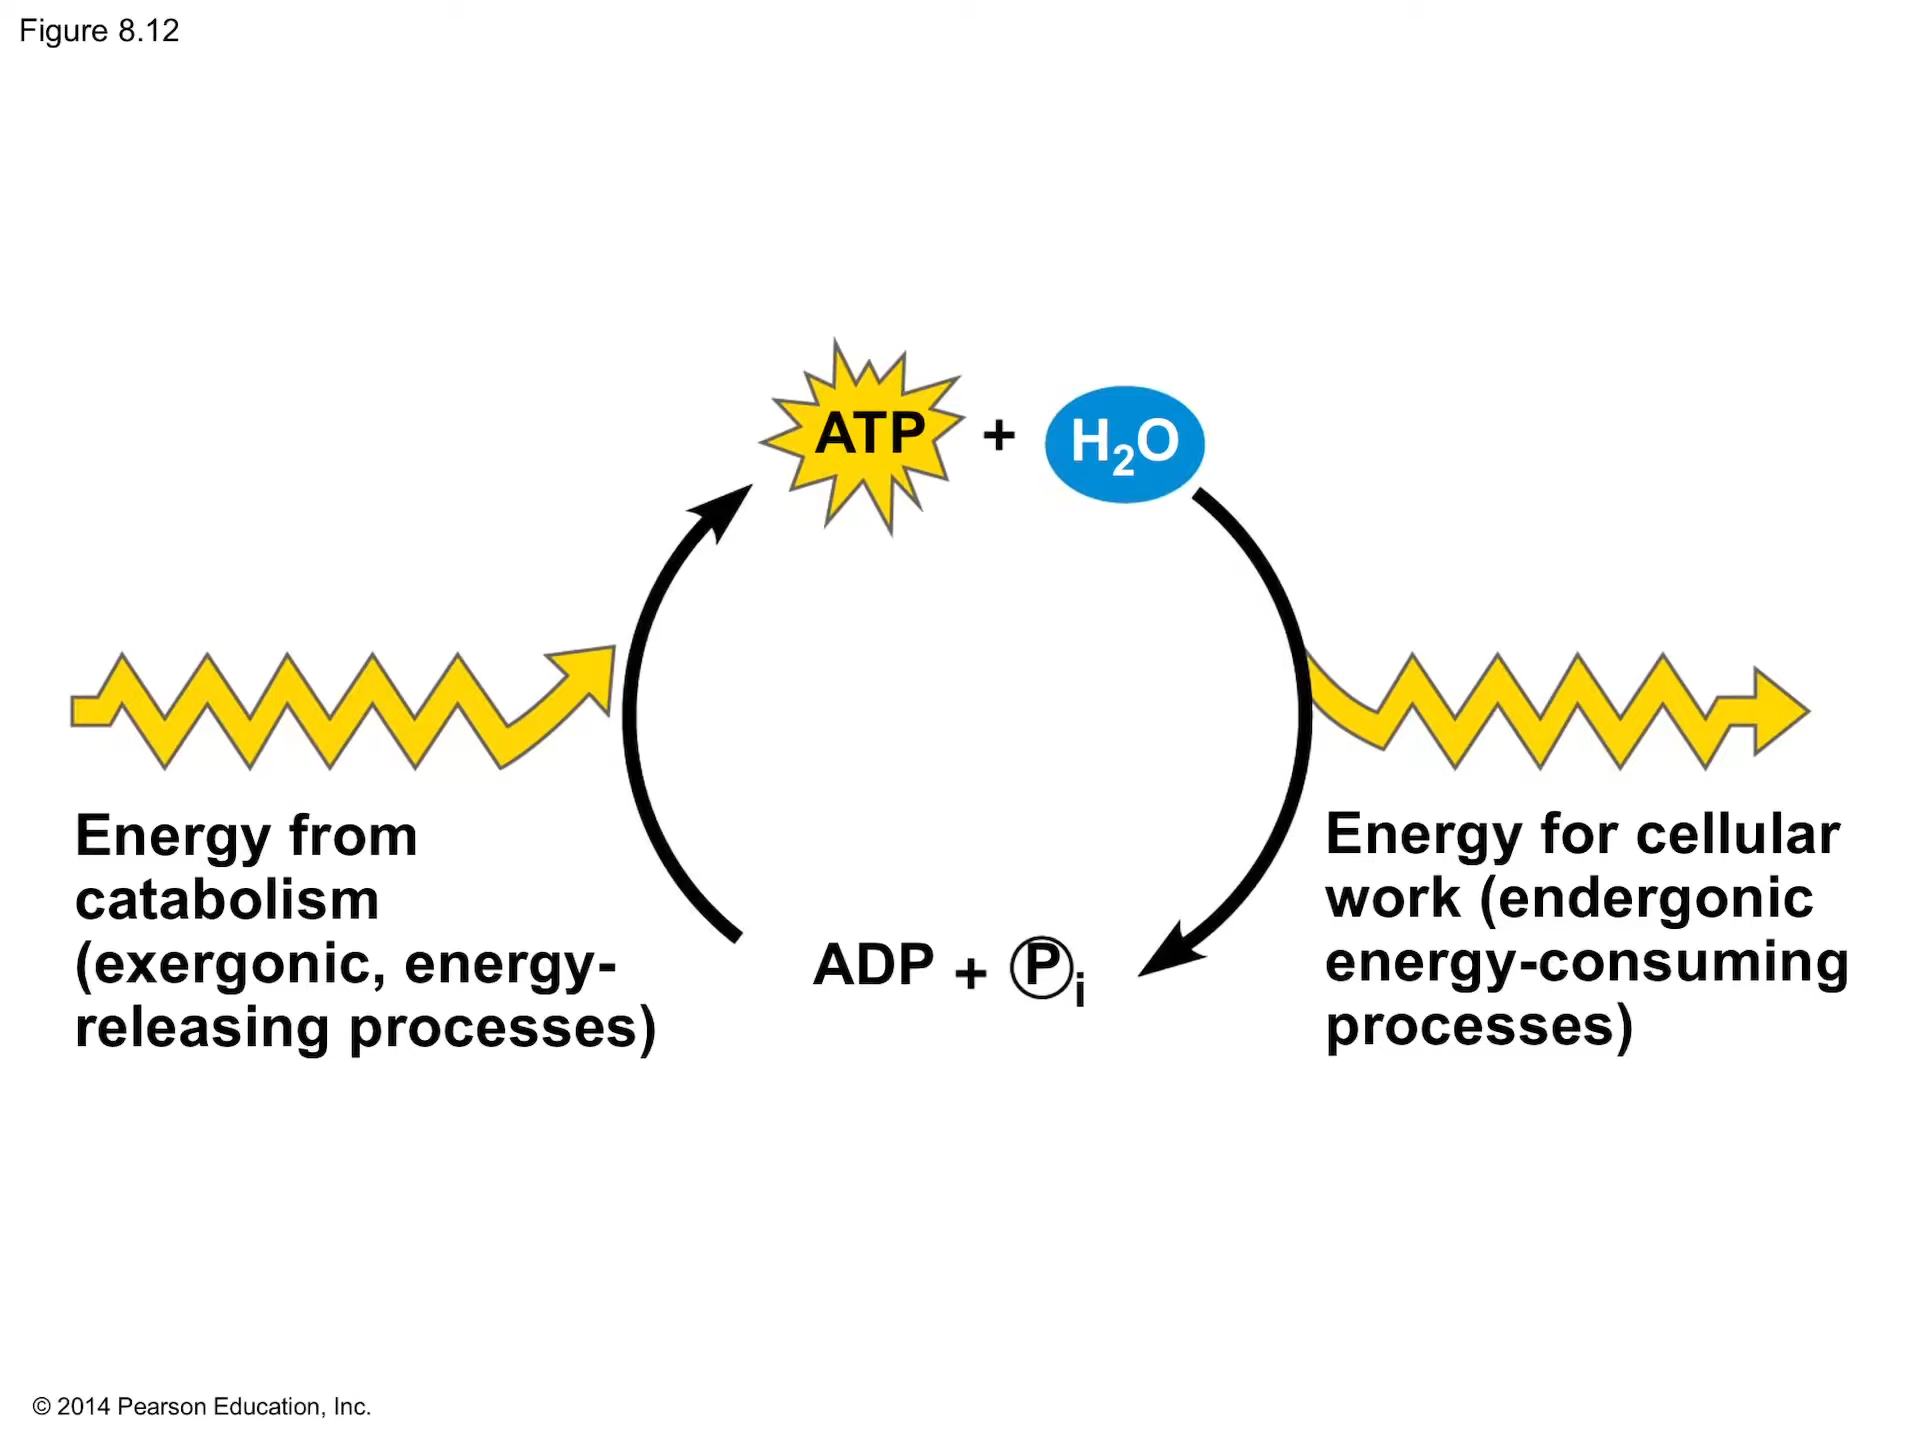 Figure 8.12
ATP + H₂O
Energy from
catabolism
(exergonic, energy-
releasing processes)
ADP + Pᵢ
Energy for cellular
work (endergonic
energy-consuming
processes)
© 2014 Pearson Education, Inc.